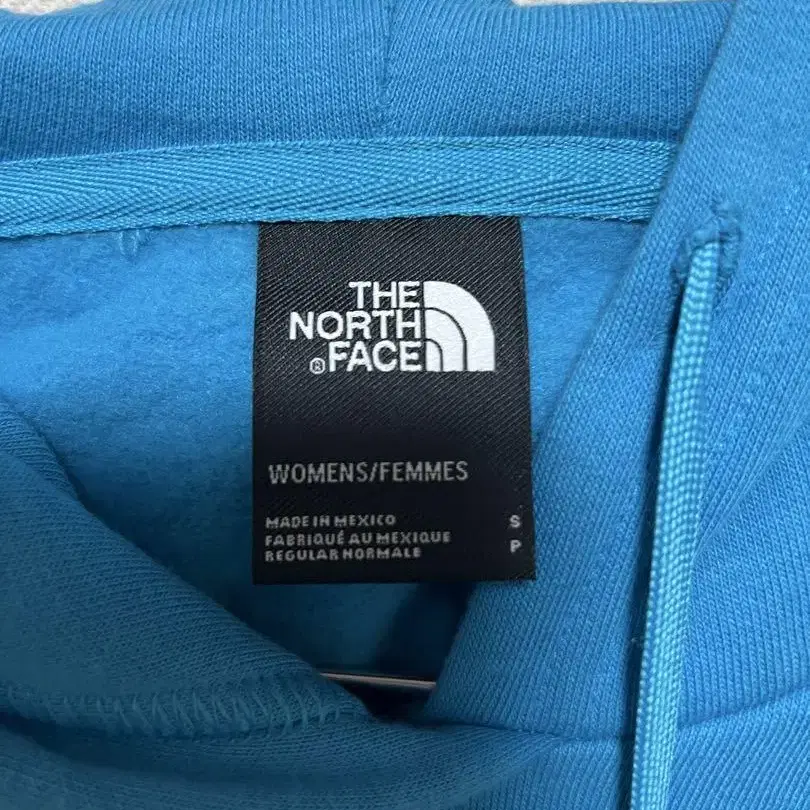 THE
NORTH
®FACE
WOMENS/FEMMES
MADE IN MEXICO S
FABRIQUÉ AU MEXIQUE
REGULAR NORMALE P